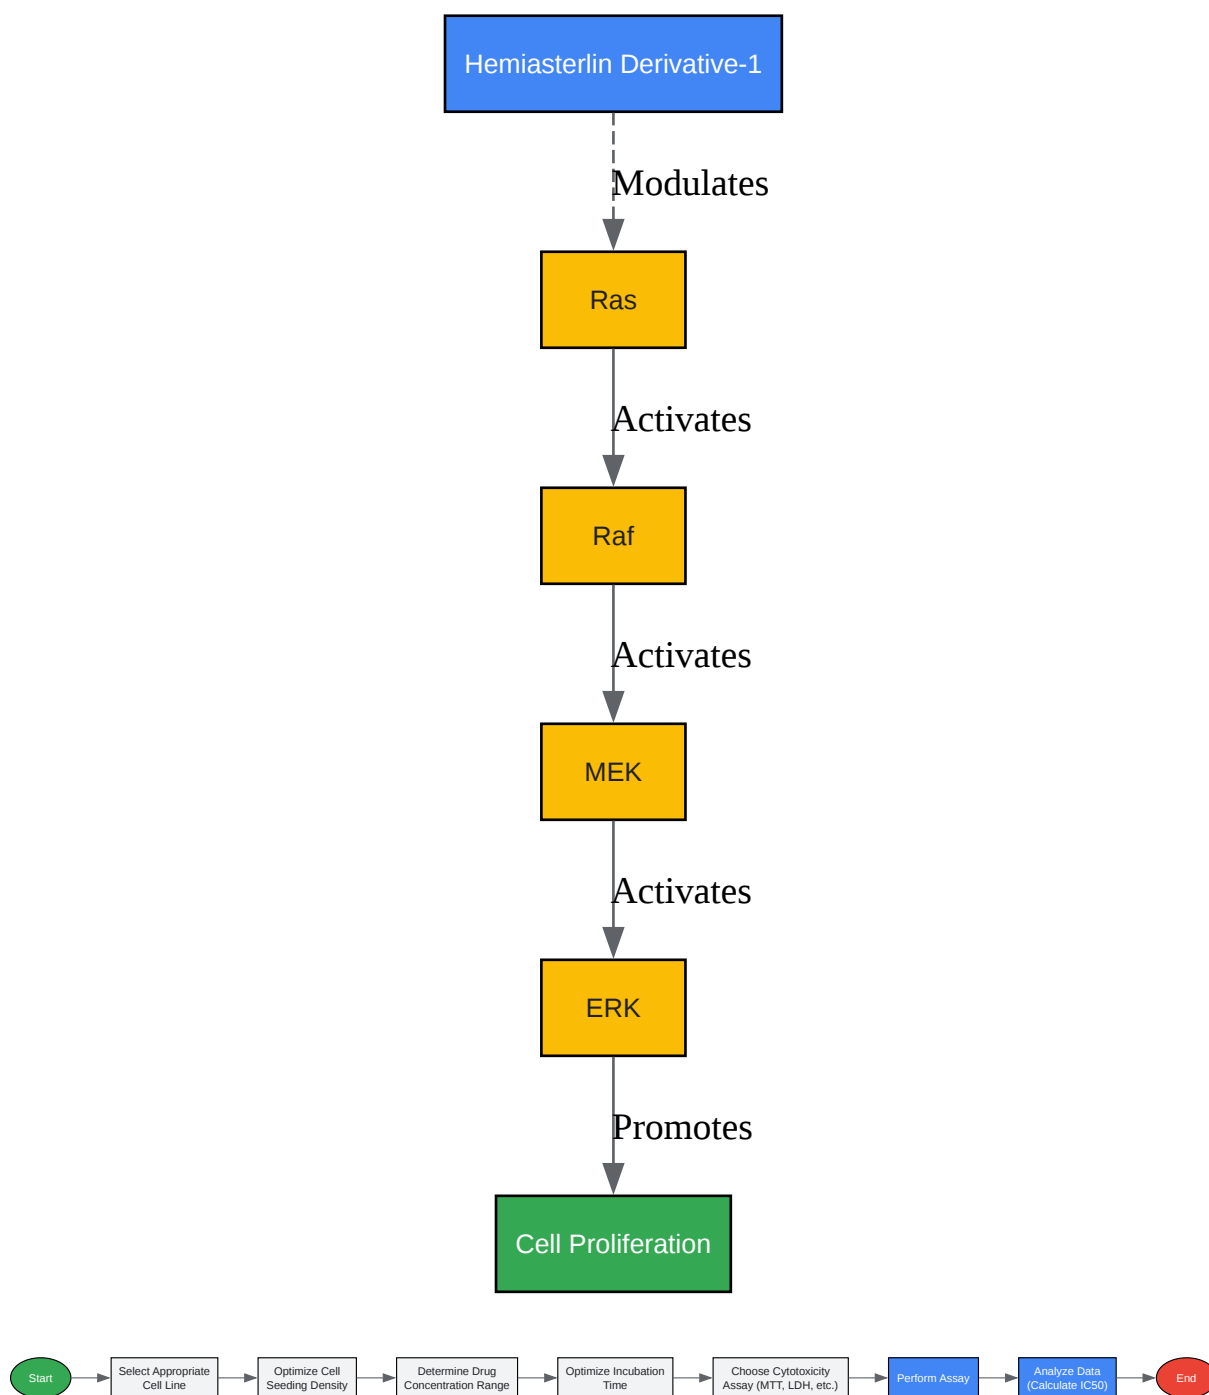 Hemiasterlin Derivative-1
Modulates
Ras
Activates
Raf
Activates
MEK
Activates
ERK
Promotes
Cell Proliferation
Start
Select Appropriate
Cell Line
Optimize Cell
Seeding Density
Determine Drug
Concentration Range
Optimize Incubation
Time
Choose Cytotoxicity
Assay (MTT, LDH, etc.)
Perform Assay
Analyze Data
(Calculate IC50)
End